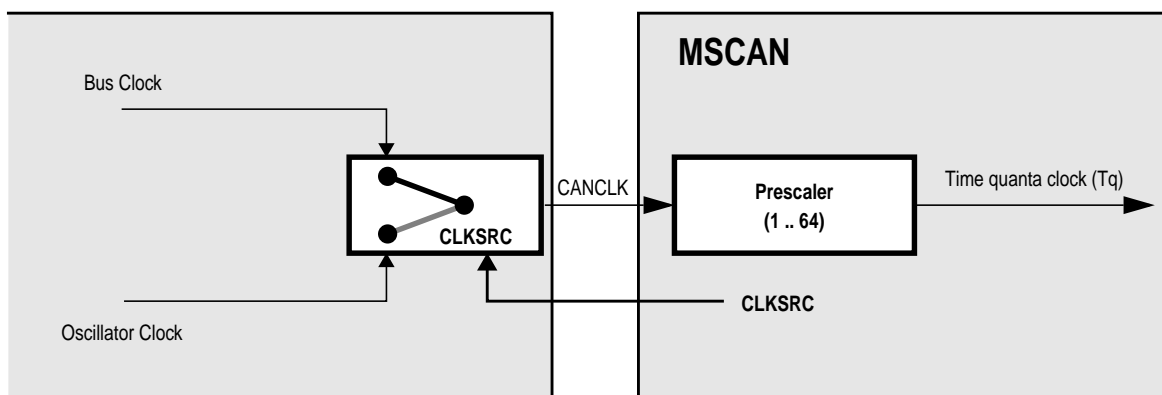 MSCAN
Bus Clock
CANCLK
Prescaler
(1 .. 64)
Time quanta clock (Tq)
CLKSRC
CLKSRC
Oscillator Clock